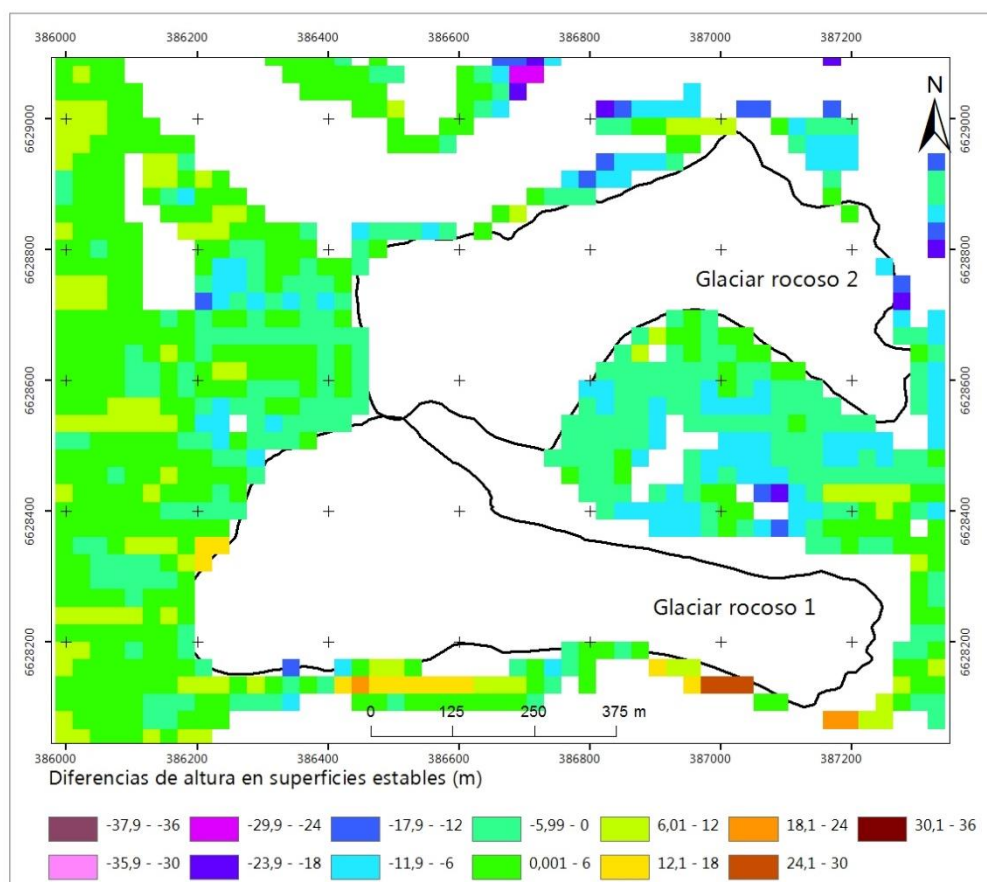 386000 386200 386400 386600 386800 387000 387200
N
6629000 6629000
6628800 6628800
Glaciar rocoso 2
6628600 6628600
6628400 6628400
Glaciar rocoso 1
6628200 6628200
0 125 250 375 m
386000 386200 386400 386600 386800 387000 387200
Diferencias de altura en superficies estables (m)
-37,9 - -36 -29,9 - -24 -17,9 - -12 -5,99 - 0 6,01 - 12 18,1 - 24 30,1 - 36
-35,9 - -30 -23,9 - -18 -11,9 - -6 0,001 - 6 12,1 - 18 24,1 - 30